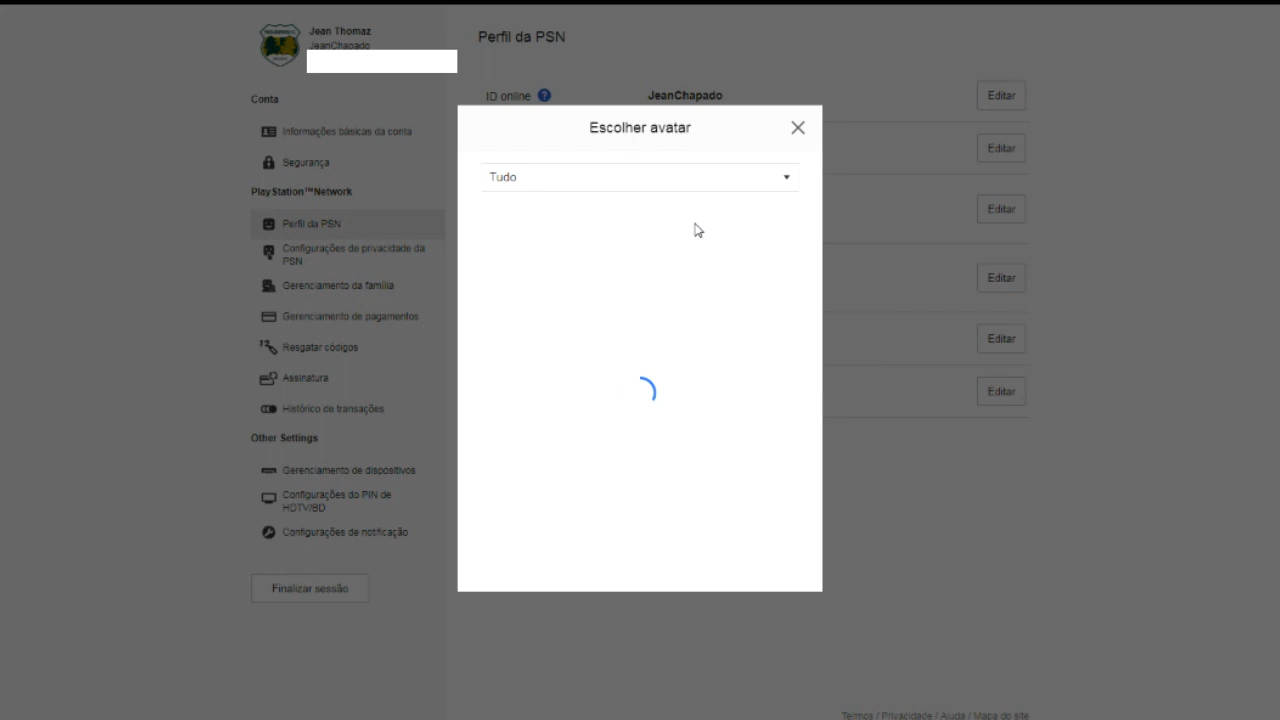 Jean Thomaz
JeanChapado
Perfil da PSN
ID online ?
JeanChapado
Editar
Conta
Escolher avatar
Informações básicas da conta
Editar
Segurança
Tudo
PlayStation™Network
Editar
Perfil da PSN
Configurações de privacidade da
PSN
Editar
Gerenciamento da família
Gerenciamento de pagamentos
Editar
Resgatar códigos
Assinatura
Editar
Histórico de transações
Other Settings
Gerenciamento de dispositivos
Configurações do PIN de
HDTV/BD
Configurações de notificação
Finalizar sessão
Termos / Privacidade / Ajuda / Mapa do site